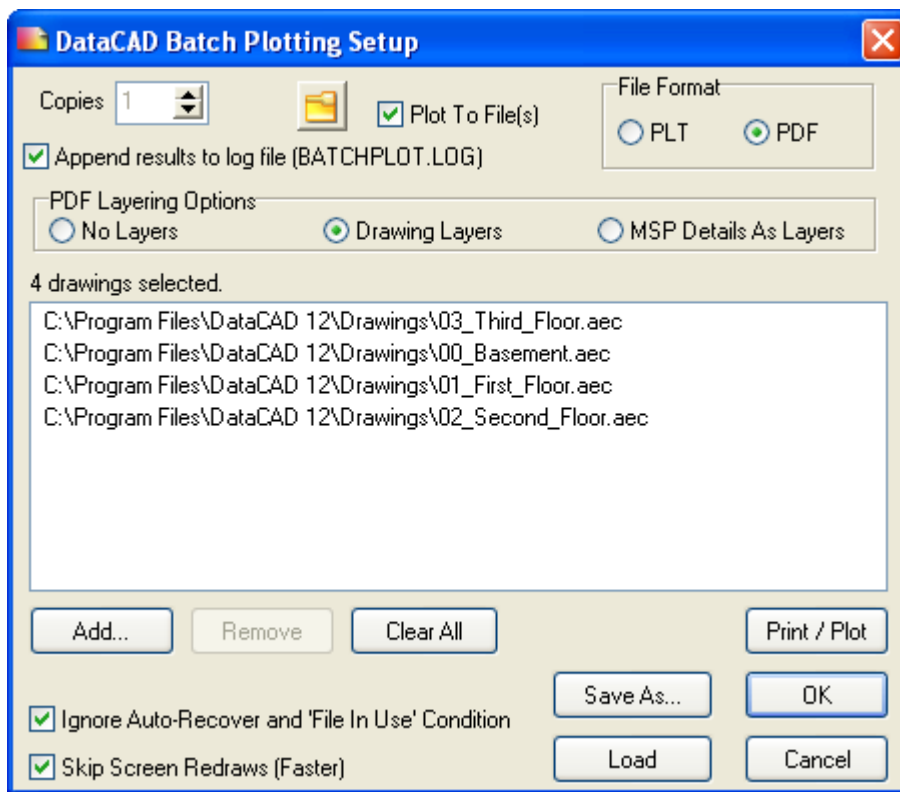 DataCAD Batch Plotting Setup
Copies 1
Plot To File(s)
File Format
PLT PDF
Append results to log file (BATCHPLOT.LOG)
PDF Layering Options
No Layers Drawing Layers MSP Details As Layers
4 drawings selected.
C:\Program Files\DataCAD 12\Drawings\03_Third_Floor.aec
C:\Program Files\DataCAD 12\Drawings\00_Basement.aec
C:\Program Files\DataCAD 12\Drawings\01_First_Floor.aec
C:\Program Files\DataCAD 12\Drawings\02_Second_Floor.aec
Add... Remove Clear All Print / Plot
Save As... OK
Ignore Auto-Recover and 'File In Use' Condition
Load Cancel
Skip Screen Redraws (Faster)